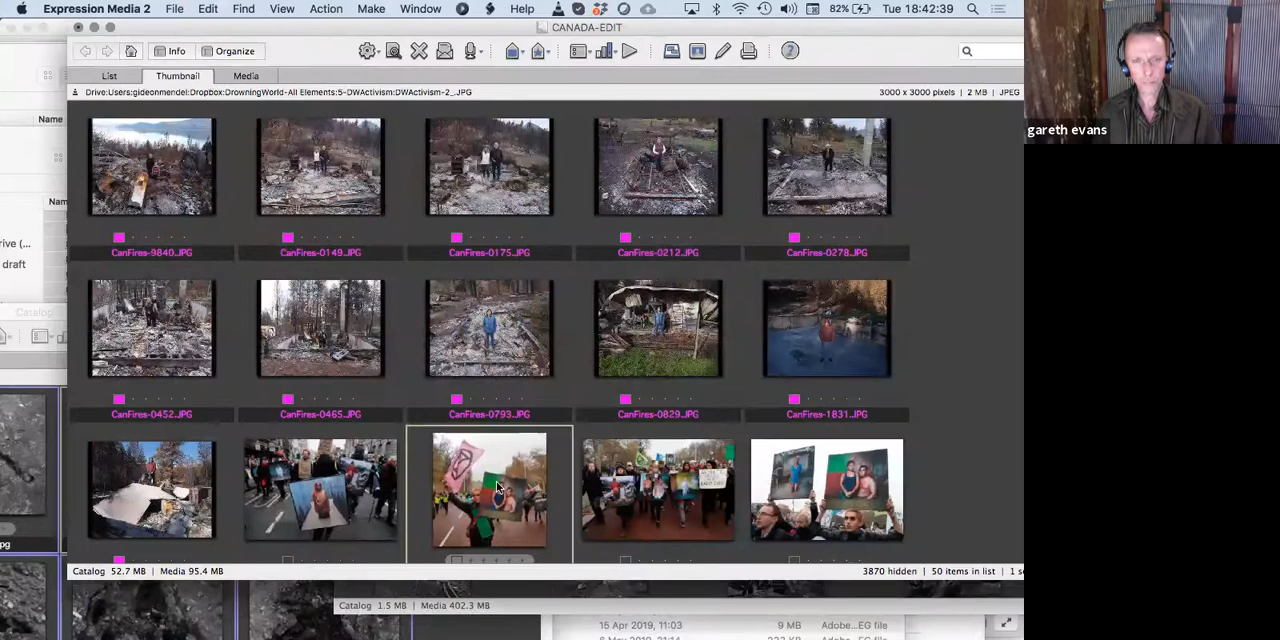 Expression Media 2 File Edit Find View Action Make Window Help 82% Tue 18:42:39
CANADA-EDIT
Info Organize
List Thumbnail Media
Drive:Users:gideonmendel:Dropbox:DrowningWorld-All Elements:5-DWActivism:DWActivism-2_.JPG 3000 x 3000 pixels | 2 MB | JPEG
gareth evans
Name
CanFires-9840.JPG CanFires-0149.JPG CanFires-0175.JPG CanFires-0212.JPG CanFires-0278.JPG
Name
rive (...
draft
Catalog
CanFires-0452.JPG CanFires-0465.JPG CanFires-0793.JPG CanFires-0829.JPG CanFires-1831.JPG
pg
Catalog 52.7 MB | Media 95.4 MB 3870 hidden | 50 items in list | 1 s
Catalog 1.5 MB | Media 402.3 MB
15 Apr 2019, 11:03 9 MB Adobe...EG file